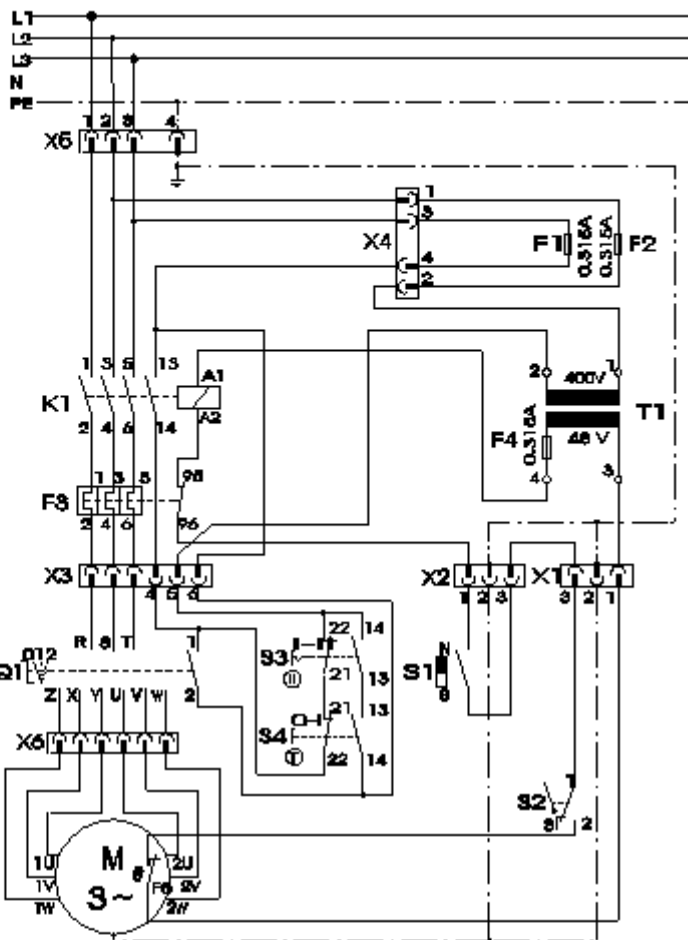 L1
L2
L3
N
PE
1 2 3 4
X5
1
3
X4
4
2
F1
0.315A
0.315A
F2
1 3 5 13
A1
K1
A2
2 4 6 14
2
1
400V
T1
F4
0.315A
48 V
4
3
95
1 3 5
F3
2 4 6
96
X3
4 5 6
X2
1 2 3
X1
3 2 1
R S T
012
Q1
1
2
22 14
S3
II
21 13
21 13
S4
I
22 14
S1
Z X Y U V W
X6
S2
1
2
M
3~
1U
1V
1W
2U
2V
2W